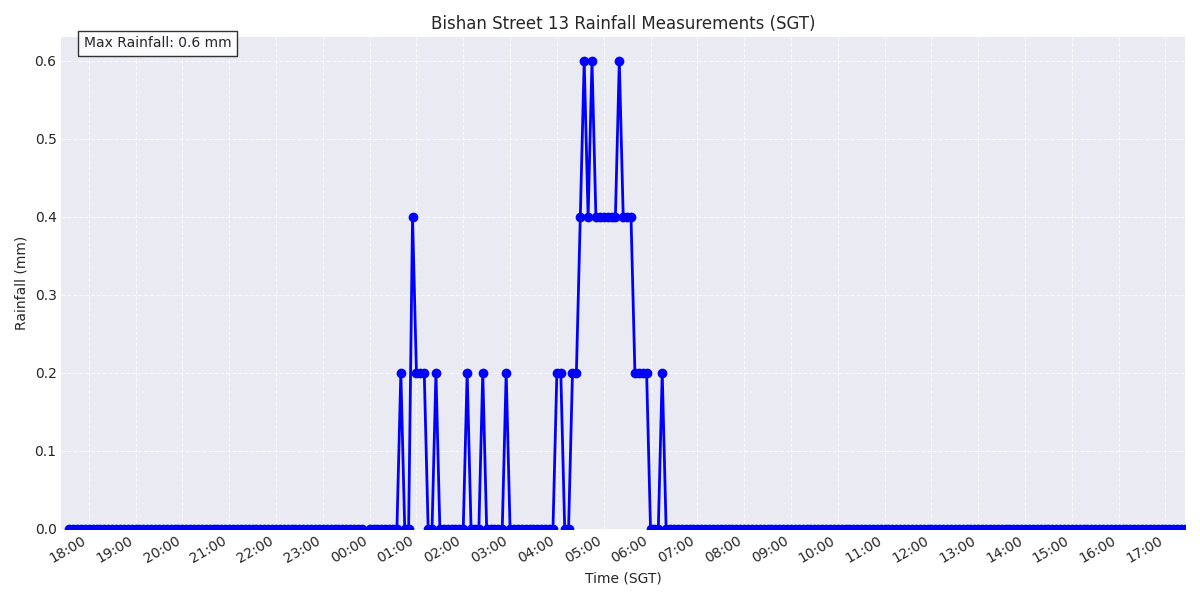 Bishan Street 13 Rainfall Measurements (SGT)
Max Rainfall: 0.6 mm
0.6
0.5
0.4
0.3
0.2
0.1
0.0
Rainfall (mm)
18:00 19:00 20:00 21:00 22:00 23:00 00:00 01:00 02:00 03:00 04:00 05:00 06:00 07:00 08:00 09:00 10:00 11:00 12:00 13:00 14:00 15:00 16:00 17:00
Time (SGT)